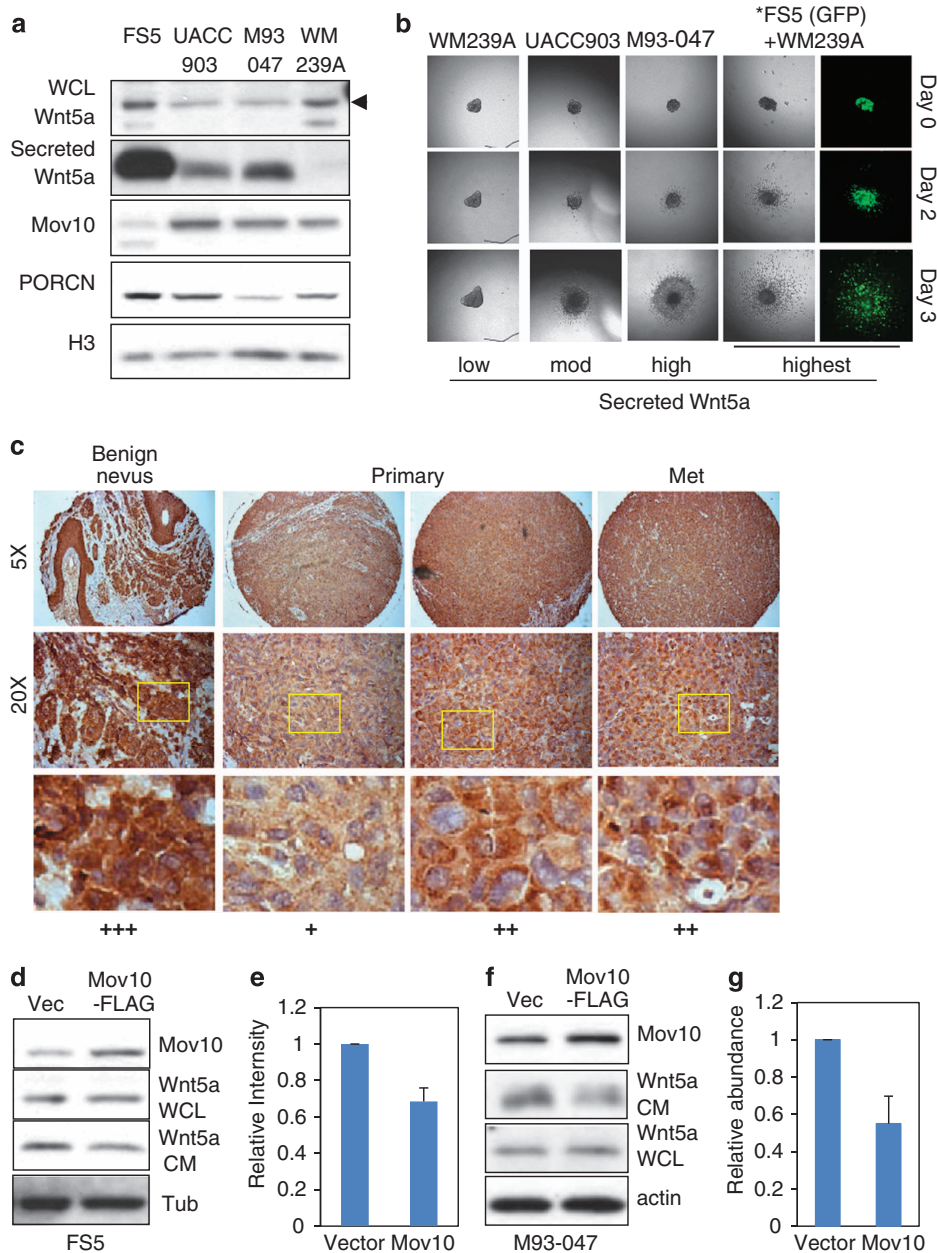 a
FS5 UACC 903 M93 047 WM 239A
WCL
Wnt5a
Secreted
Wnt5a
Mov10
PORCN
H3
b
*FS5 (GFP)
WM239A UACC903 M93-047 +WM239A
Day 0
Day 2
Day 3
low mod high highest
Secreted Wnt5a
c
Benign
nevus
Primary
Met
5X
20X
+++ + ++ ++
d
Vec Mov10
-FLAG
Mov10
Wnt5a
WCL
Wnt5a
CM
Tub
FS5
e
Relative Internsity
1.2
1
0.8
0.6
0.4
0.2
0
Vector Mov10
f
Vec Mov10
-FLAG
Mov10
Wnt5a
CM
Wnt5a
WCL
actin
M93-047
g
Relative abundance
1.2
1
0.8
0.6
0.4
0.2
0
Vector Mov10